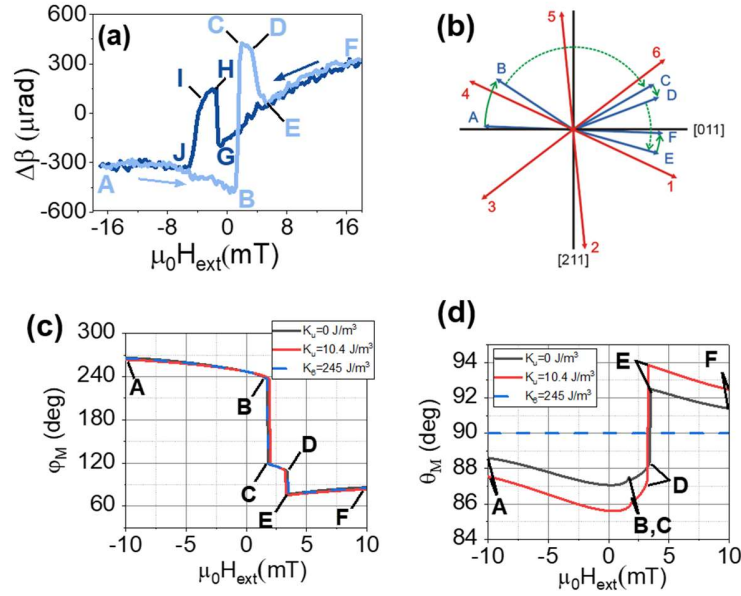 (a)
600
300
0
-300
-600
Δβ (μrad)
-16
-8
0
8
16
μ₀Hₑₓₜ(mT)
A
B
C
D
E
F
G
H
I
J
(b)
5
6
B
C
4
D
A
F
[011]
E
1
3
2
[211]
(c)
300
240
180
120
60
φM (deg)
-10
-5
0
5
10
μ₀Hₑₓₜ(mT)
Kᵤ=0 J/m³
Kᵤ=10.4 J/m³
K₆=245 J/m³
A
B
C
D
E
F
(d)
94
92
90
88
86
84
θM (deg)
-10
-5
0
5
10
μ₀Hₑₓₜ(mT)
Kᵤ=0 J/m³
Kᵤ=10.4 J/m³
K₆=245 J/m³
E
F
A
D
B,C